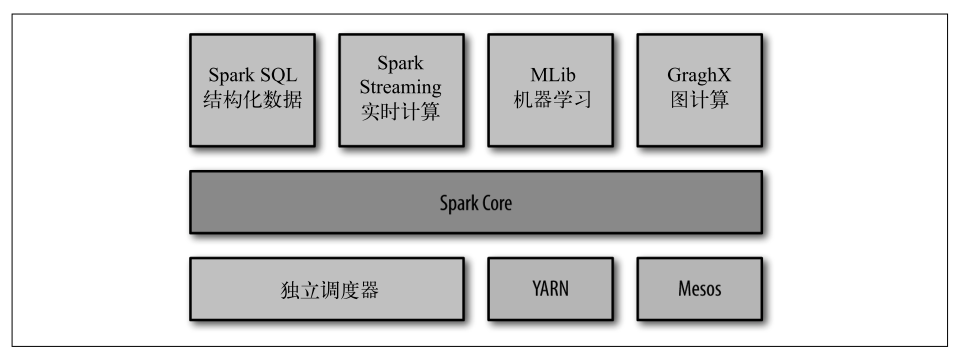 Spark SQL
结构化数据
Spark
Streaming
实时计算
MLib
机器学习
GraghX
图计算
Spark Core
独立调度器
YARN
Mesos